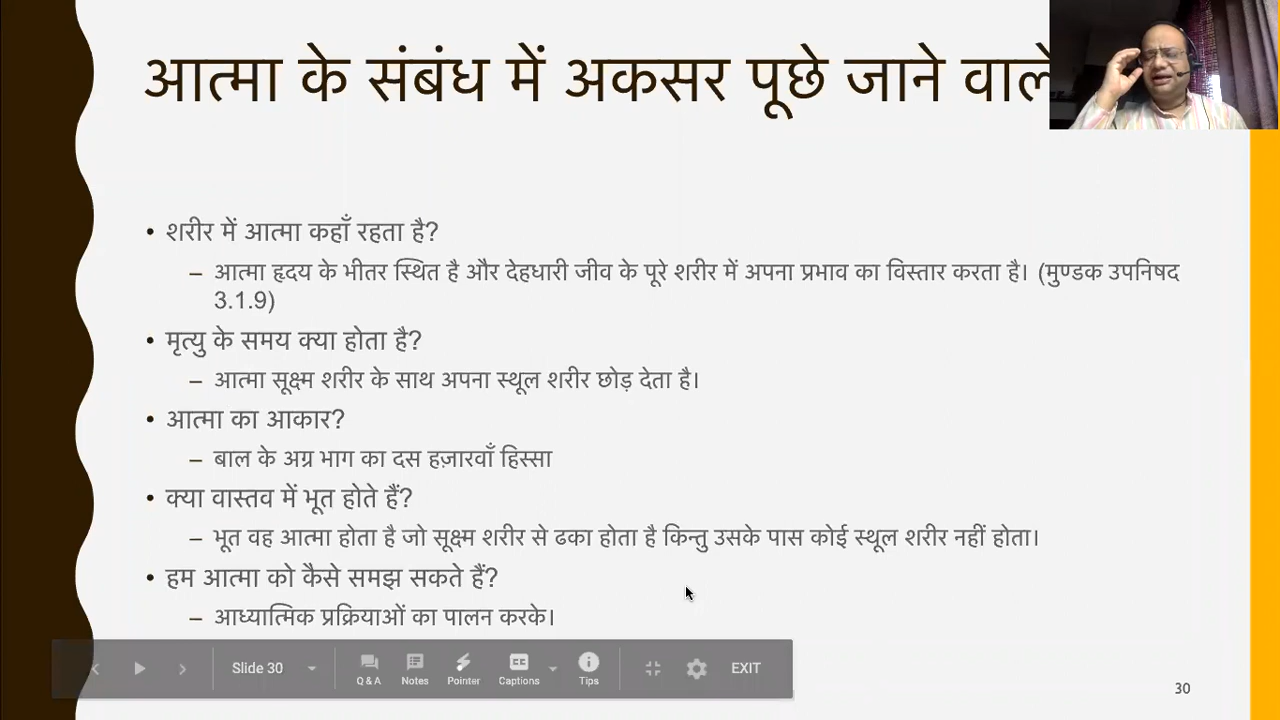 आत्मा के संबंध में अकसर पूछे जाने वाले
• शरीर में आत्मा कहाँ रहता है?
– आत्मा हृदय के भीतर स्थित है और देहधारी जीव के पूरे शरीर में अपना प्रभाव का विस्तार करता है। (मुण्डक उपनिषद
3.1.9)
• मृत्यु के समय क्या होता है?
– आत्मा सूक्ष्म शरीर के साथ अपना स्थूल शरीर छोड़ देता है।
• आत्मा का आकार?
– बाल के अग्र भाग का दस हज़ारवाँ हिस्सा
• क्या वास्तव में भूत होते हैं?
– भूत वह आत्मा होता है जो सूक्ष्म शरीर से ढका होता है किन्तु उसके पास कोई स्थूल शरीर नहीं होता।
• हम आत्मा को कैसे समझ सकते हैं?
– आध्यात्मिक प्रक्रियाओं का पालन करके।
Slide 30 Q & A Notes Pointer CC Captions Tips EXIT
30